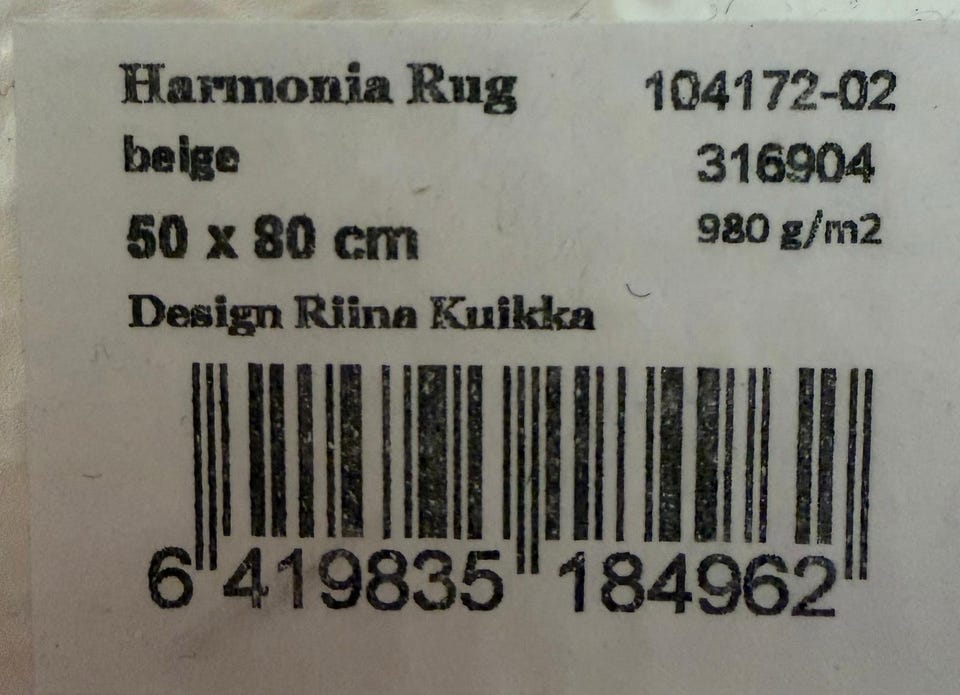 Harmonia Rug 104172-02
beige 316904
50 x 80 cm 980 g/m2
Design Riina Kuikka
6 419835 184962